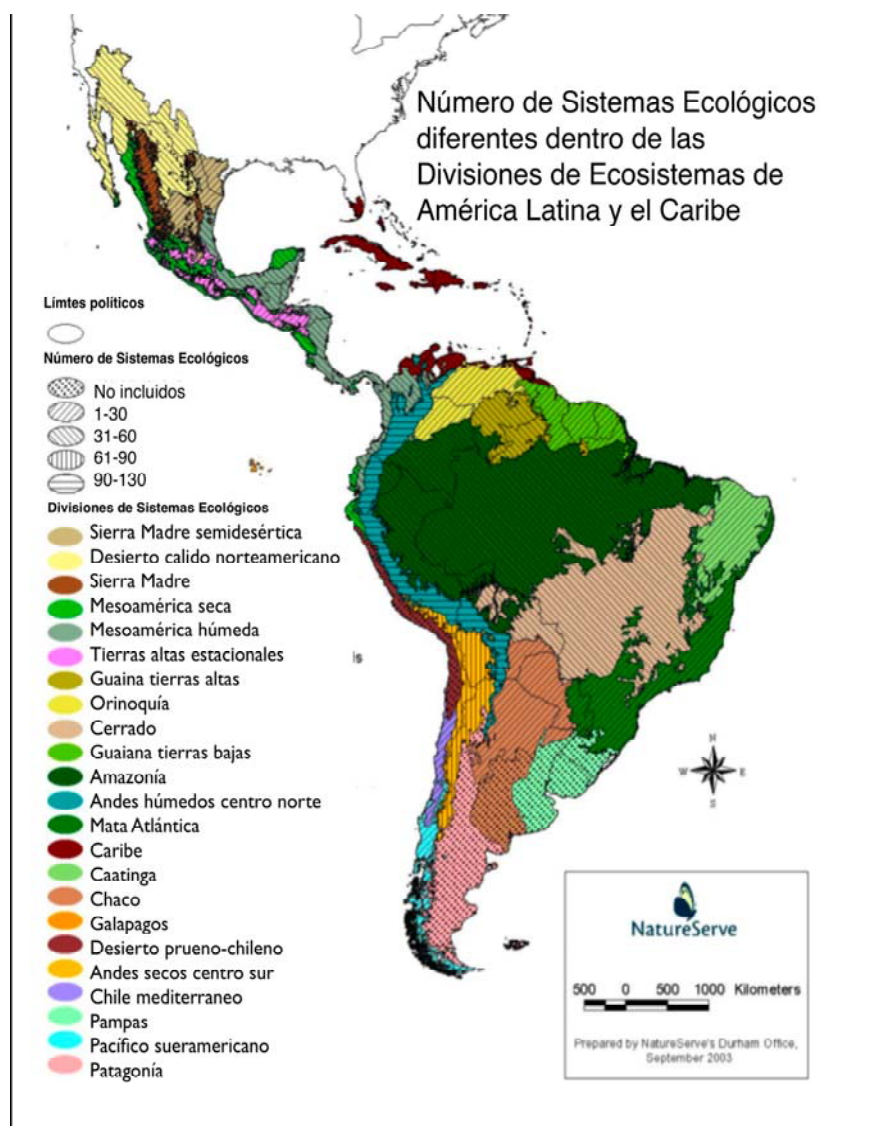 Número de Sistemas Ecológicos
diferentes dentro de las
Divisiones de Ecosistemas de
América Latina y el Caribe
Límtes políticos
Número de Sistemas Ecológicos
No incluidos
1-30
31-60
61-90
90-130
Divisiones de Sistemas Ecológicos
Sierra Madre semidesértica
Desierto calido norteamericano
Sierra Madre
Mesoamérica seca
Mesoamérica húmeda
Tierras altas estacionales
Guaina tierras altas
Orinoquía
Cerrado
Guaiana tierras bajas
Amazonía
Andes húmedos centro norte
Mata Atlántica
Caribe
Caatinga
Chaco
Galapagos
Desierto prueno-chileno
Andes secos centro sur
Chile mediterraneo
Pampas
Pacífico sueramericano
Patagonía
is
N
W E
S
NatureServe
500 0 500 1000 Kilometers
Prepared by NatureServe's Durham Office,
September 2003